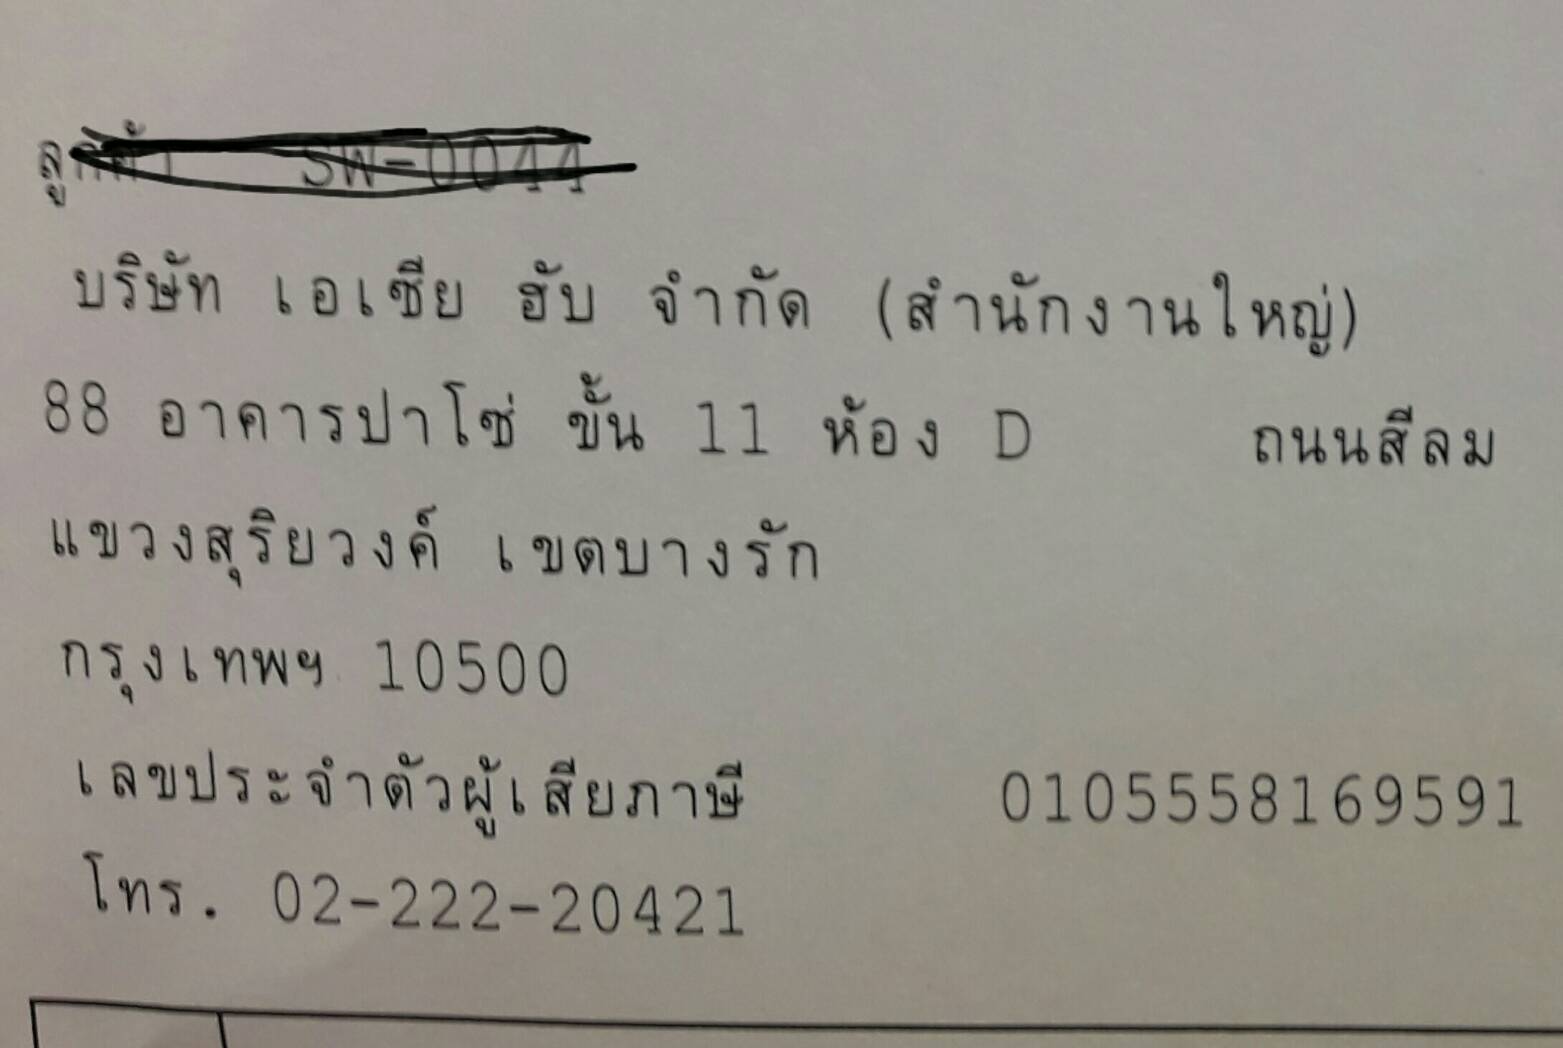 ลูกค้า SW-0044
บริษัท เอเซีย ฮับ จำกัด (สำนักงานใหญ่)
88 อาคารปาโซ่ ขั้น 11 ห้อง D ถนนสีลม
แขวงสุริยวงค์ เขตบางรัก
กรุงเทพฯ 10500
เลขประจำตัวผู้เสียภาษี 0105558169591
โทร. 02-222-20421